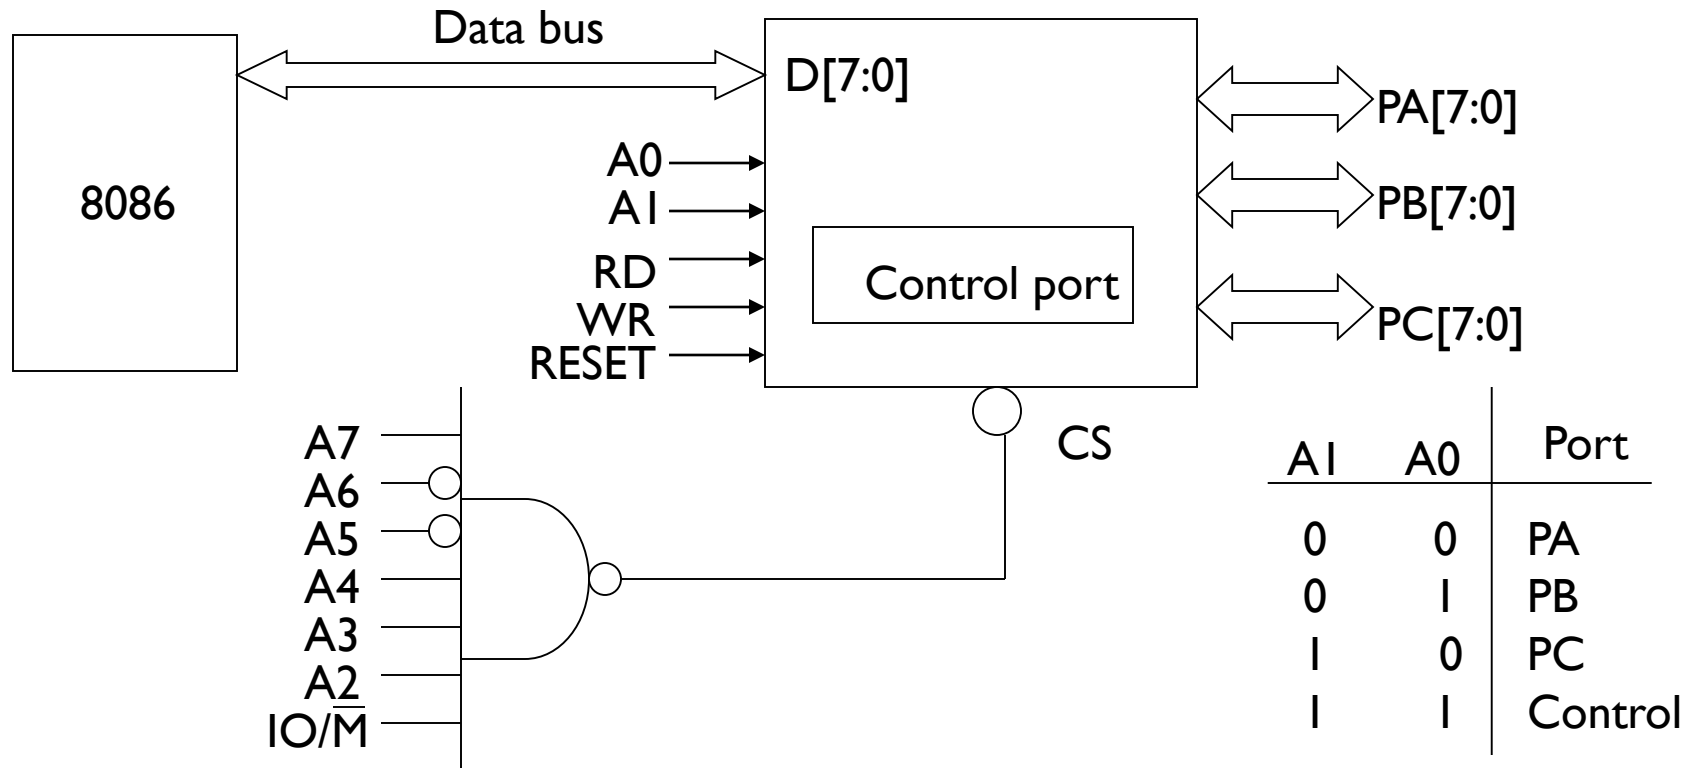 Data bus
8086
D[7:0]
A0
A1
RD
WR
RESET
Control port
PA[7:0]
PB[7:0]
PC[7:0]
CS
A7
A6
A5
A4
A3
A2
IO/M̅
A1 A0 Port
0 0 PA
0 1 PB
1 0 PC
1 1 Control